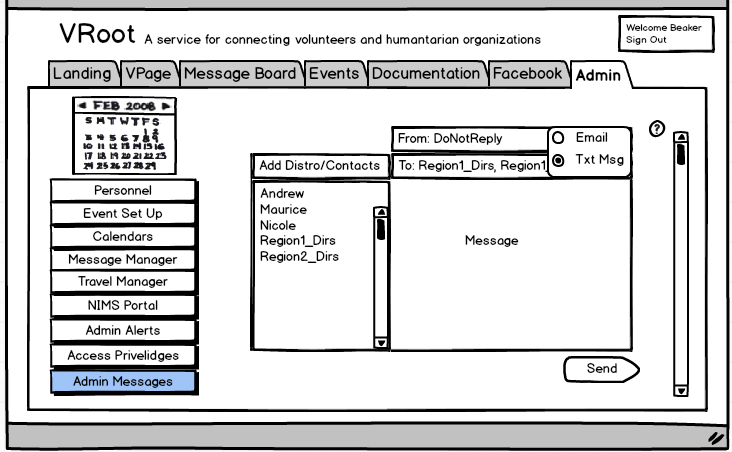 VRoot A service for connecting volunteers and humantarian organizations
Welcome Beaker
Sign Out
Landing VPage Message Board Events Documentation Facebook Admin
FEB 2008
S M T W T F S
1 2
3 4 5 6 7 8 9
10 11 12 13 14 15 16
17 18 19 20 21 22 23
24 25 26 27 28 29
Personnel
Event Set Up
Calendars
Message Manager
Travel Manager
NIMS Portal
Admin Alerts
Access Privelidges
Admin Messages
From: DoNotReply
Email
Txt Msg
?
Add Distro/Contacts
To: Region1_Dirs, Region1_
Andrew
Maurice
Nicole
Region1_Dirs
Region2_Dirs
Message
Send